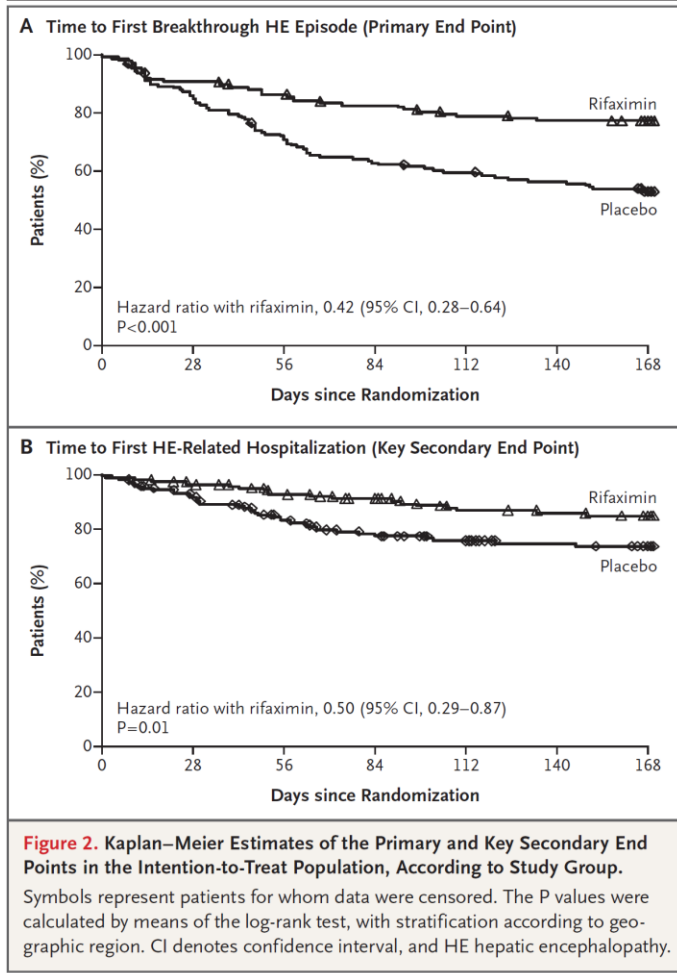 A Time to First Breakthrough HE Episode (Primary End Point)
100
80
60
40
20
0
Patients (%)
Rifaximin
Placebo
Hazard ratio with rifaximin, 0.42 (95% CI, 0.28–0.64)
P<0.001
0 28 56 84 112 140 168
Days since Randomization
B Time to First HE-Related Hospitalization (Key Secondary End Point)
100
80
60
40
20
0
Patients (%)
Rifaximin
Placebo
Hazard ratio with rifaximin, 0.50 (95% CI, 0.29–0.87)
P=0.01
0 28 56 84 112 140 168
Days since Randomization
Figure 2. Kaplan–Meier Estimates of the Primary and Key Secondary End
Points in the Intention-to-Treat Population, According to Study Group.
Symbols represent patients for whom data were censored. The P values were
calculated by means of the log-rank test, with stratification according to geo-
graphic region. CI denotes confidence interval, and HE hepatic encephalopathy.